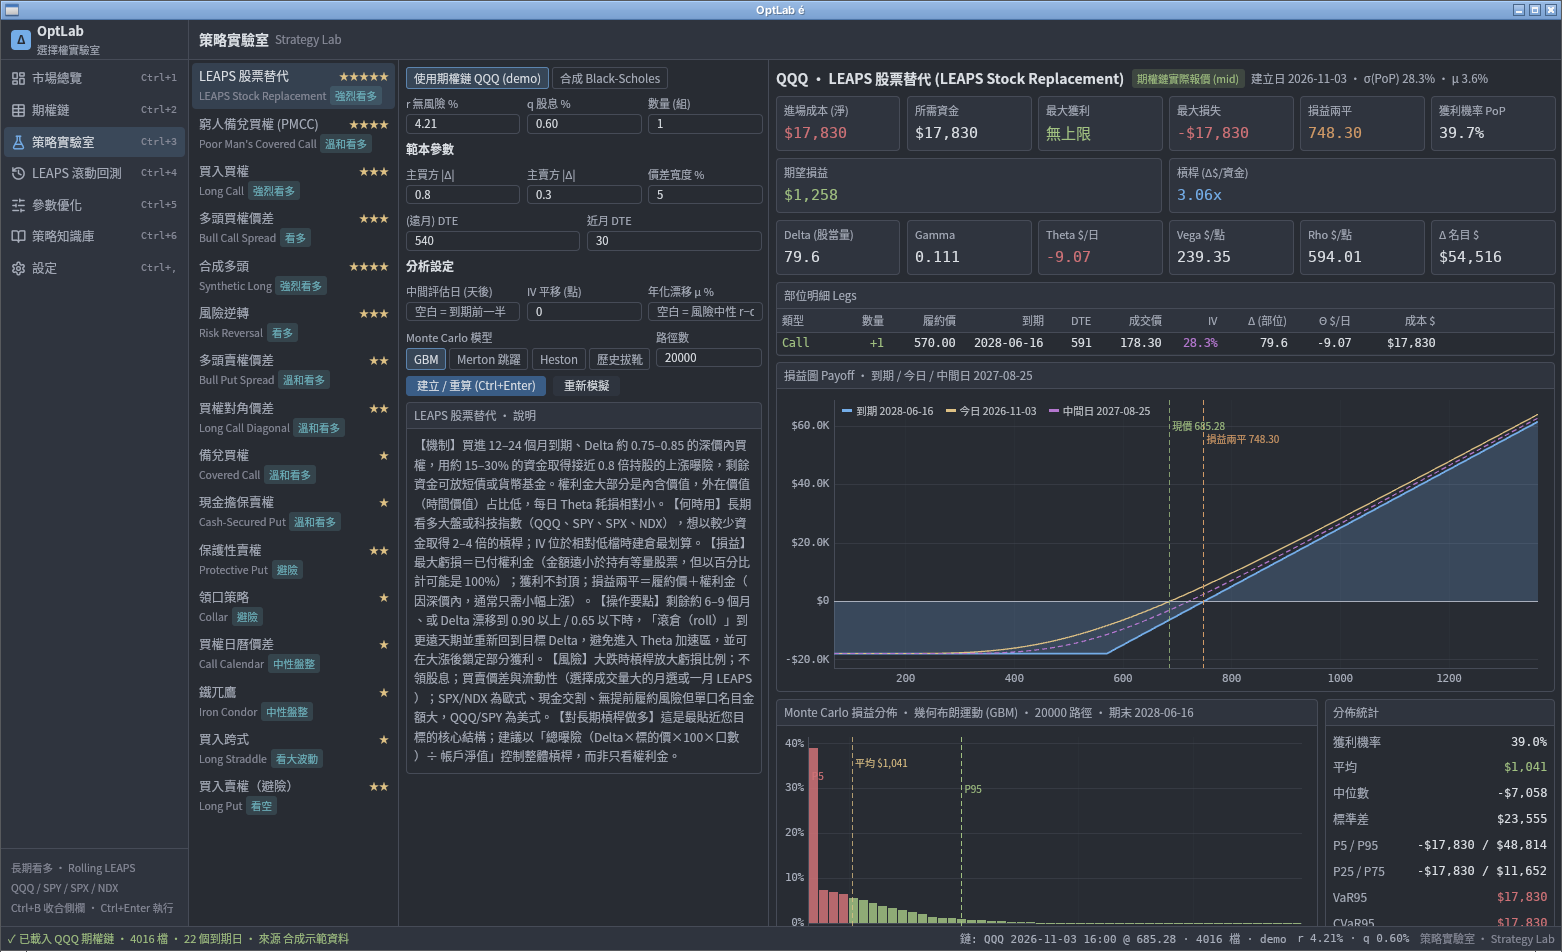 OptLab é
Δ OptLab
選擇權實驗室
市場總覽 Ctrl+1
期權鏈 Ctrl+2
策略實驗室 Ctrl+3
LEAPS 滾動回測 Ctrl+4
參數優化 Ctrl+5
策略知識庫 Ctrl+6
設定 Ctrl+,
長期看多 · Rolling LEAPS
QQQ / SPY / SPX / NDX
Ctrl+B 收合側欄 · Ctrl+Enter 執行
策略實驗室 Strategy Lab
LEAPS 股票替代 ★★★★★
LEAPS Stock Replacement 強烈看多
窮人備兌買權 (PMCC) ★★★★
Poor Man's Covered Call 溫和看多
買入買權 ★★★
Long Call 強烈看多
多頭買權價差 ★★★
Bull Call Spread 看多
合成多頭 ★★★★
Synthetic Long 強烈看多
風險逆轉 ★★★
Risk Reversal 看多
多頭賣權價差 ★★
Bull Put Spread 溫和看多
買權對角價差 ★★
Long Call Diagonal 溫和看多
備兌買權 ★
Covered Call 溫和看多
現金擔保賣權 ★
Cash-Secured Put 溫和看多
保護性賣權 ★★
Protective Put 避險
領口策略 ★
Collar 避險
買權日曆價差 ★
Call Calendar 中性盤整
鐵兀鷹 ★
Iron Condor 中性盤整
買入跨式 ★
Long Straddle 看大波動
買入賣權（避險） ★★
Long Put 看空
使用期權鏈 QQQ (demo) 合成 Black-Scholes
r 無風險 % q 股息 % 數量 (組)
4.21 0.60 1
範本參數
主買方 |Δ| 主賣方 |Δ| 價差寬度 %
0.8 0.3 5
(遠月) DTE 近月 DTE
540 30
分析設定
中間評估日 (天後) IV 平移 (點) 年化漂移 μ %
空白 = 到期前一半 0 空白 = 風險中性 r−c
Monte Carlo 模型 路徑數
GBM Merton 跳躍 Heston 歷史拔靴 20000
建立 / 重算 (Ctrl+Enter) 重新模擬
LEAPS 股票替代 · 說明
【機制】買進 12–24 個月到期、Delta 約 0.75–0.85 的深價內買
權，用約 15–30% 的資金取得接近 0.8 倍持股的上漲曝險，剩餘
資金可放短債或貨幣基金。權利金大部分是內含價值，外在價值
（時間價值）占比低，每日 Theta 耗損相對小。【何時用】長期
看多大盤或科技指數（QQQ、SPY、SPX、NDX），想以較少資
金取得 2–4 倍的槓桿；IV 位於相對低檔時建倉最划算。【損益】
最大虧損＝已付權利金（金額遠小於持有等量股票，但以百分比
計可能是 100%）；獲利不封頂；損益兩平＝履約價＋權利金（
因深價內，通常只需小幅上漲）。【操作要點】剩餘約 6–9 個月
、或 Delta 漂移到 0.90 以上 / 0.65 以下時，「滾倉（roll）」到
更遠天期並重新回到目標 Delta，避免進入 Theta 加速區，並可
在大漲後鎖定部分獲利。【風險】大跌時槓桿放大虧損比例；不
領股息；買賣價差與流動性（選擇成交量大的月選或一月 LEAPS
）；SPX/NDX 為歐式、現金交割、無提前履約風險但單口名目金
額大，QQQ/SPY 為美式。【對長期槓桿做多】這是最貼近您目
標的核心結構；建議以「總曝險（Delta×標的價×100×口數
）÷ 帳戶淨值」控制整體槓桿，而非只看權利金。
QQQ · LEAPS 股票替代 (LEAPS Stock Replacement) 期權鏈實際報價 (mid) 建立日 2026-11-03 · σ(PoP) 28.3% · μ 3.6%
進場成本 (淨) 所需資金 最大獲利 最大損失 損益兩平 獲利機率 PoP
$17,830 $17,830 無上限 -$17,830 748.30 39.7%
期望損益 槓桿 (Δ$/資金)
$1,258 3.06x
Delta (股當量) Gamma Theta $/日 Vega $/點 Rho $/點 Δ 名目 $
79.6 0.111 -9.07 239.35 594.01 $54,516
部位明細 Legs
類型 數量 履約價 到期 DTE 成交價 IV Δ (部位) Θ $/日 成本 $
Call +1 570.00 2028-06-16 591 178.30 28.3% 79.6 -9.07 $17,830
損益圖 Payoff · 到期 / 今日 / 中間日 2027-08-25
到期 2028-06-16 今日 2026-11-03 中間日 2027-08-25
現價 685.28
損益兩平 748.30
$60.0K
$40.0K
$20.0K
$0
-$20.0K
200 400 600 800 1000 1200
Monte Carlo 損益分佈 · 幾何布朗運動 (GBM) · 20000 路徑 · 期末 2028-06-16
40%
30%
20%
10%
0%
P5
平均 $1,041
P95
分佈統計
獲利機率 39.0%
平均 $1,041
中位數 -$7,058
標準差 $23,555
P5 / P95 -$17,830 / $48,814
P25 / P75 -$17,830 / $11,652
VaR95 $17,830
CVaR95 $17,830
✓ 已載入 QQQ 期權鏈 · 4016 檔 · 22 個到期日 · 來源 合成示範資料
鏈: QQQ 2026-11-03 16:00 @ 685.28 · 4016 檔 · demo r 4.21% · q 0.60% 策略實驗室 · Strategy Lab